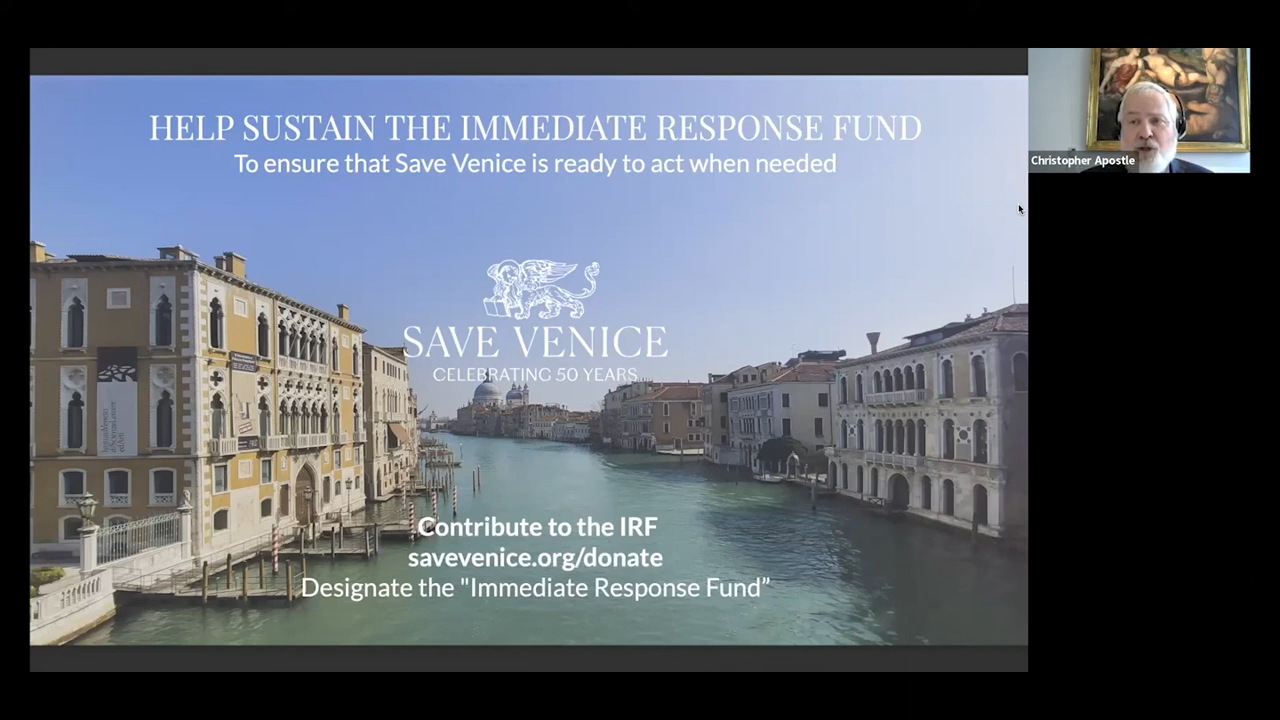 HELP SUSTAIN THE IMMEDIATE RESPONSE FUND
To ensure that Save Venice is ready to act when needed
Christopher Apostle
SAVE VENICE
CELEBRATING 50 YEARS
Contribute to the IRF
savevenice.org/donate
Designate the "Immediate Response Fund”